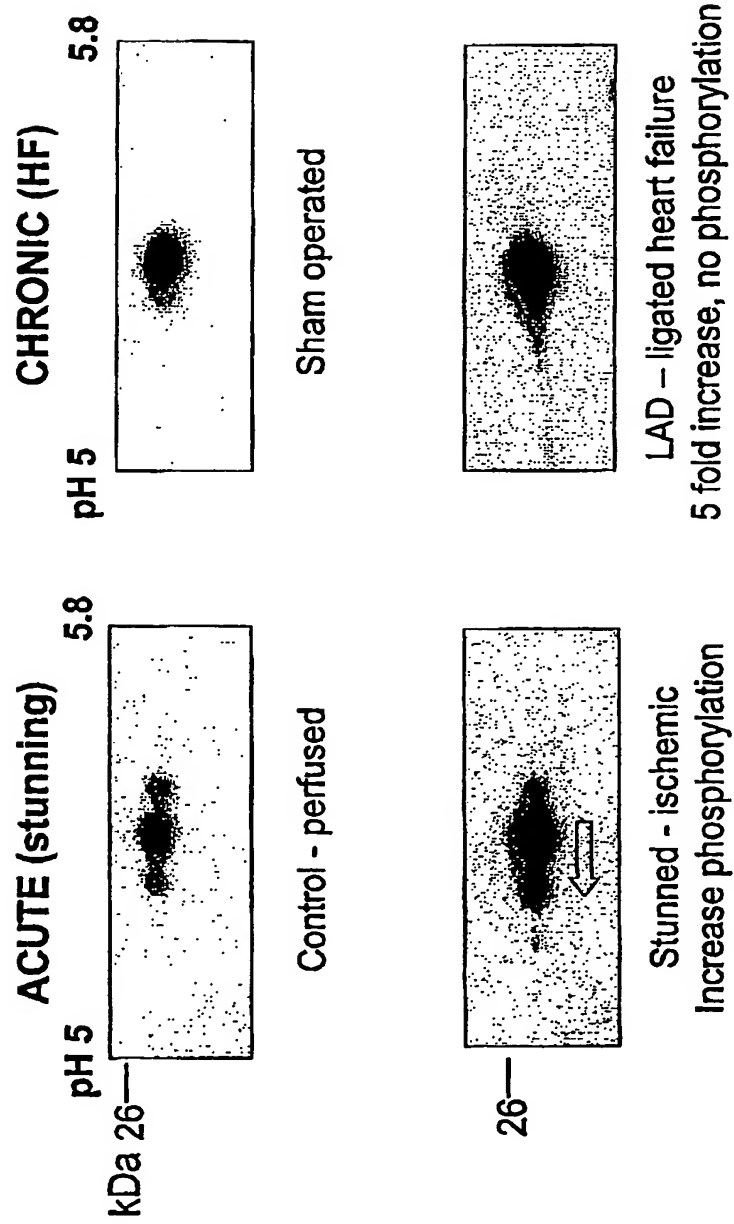 ACUTE (stunning)
pH 5
5.8
kDa 26
Control - perfused
26
Stunned - ischemic
Increase phosphorylation
CHRONIC (HF)
pH 5
5.8
Sham operated
LAD – ligated heart failure
5 fold increase, no phosphorylation